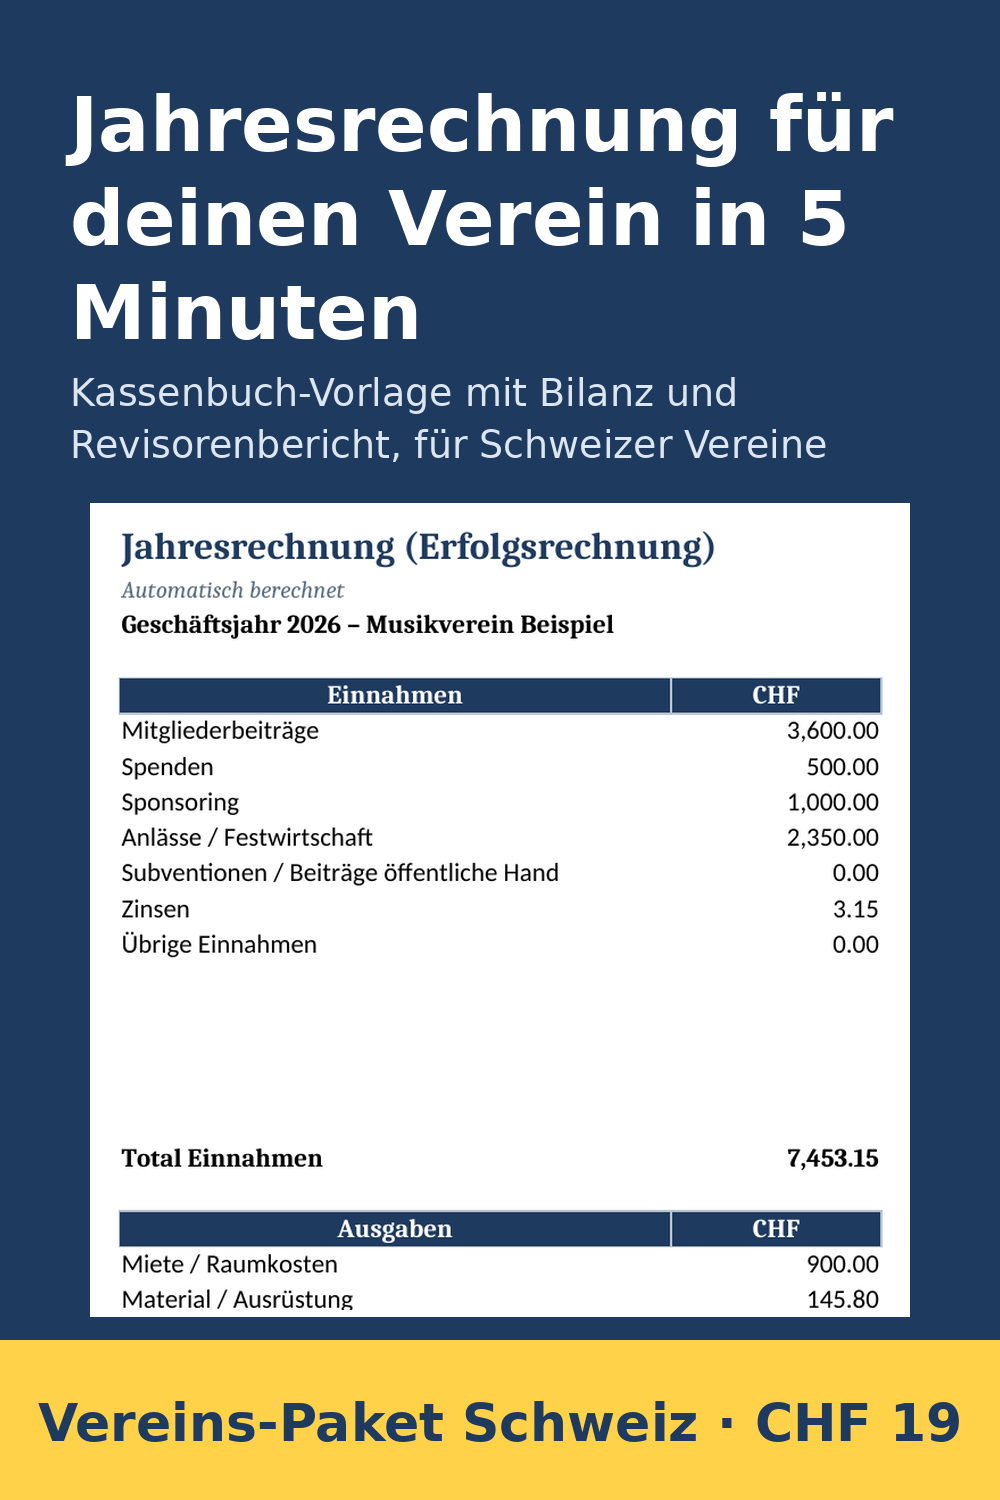 Jahresrechnung für
deinen Verein in 5
Minuten
Kassenbuch-Vorlage mit Bilanz und
Revisorenbericht, für Schweizer Vereine
Jahresrechnung (Erfolgsrechnung)
Automatisch berechnet
Geschäftsjahr 2026 – Musikverein Beispiel
Einnahmen CHF
Mitgliederbeiträge 3,600.00
Spenden 500.00
Sponsoring 1,000.00
Anlässe / Festwirtschaft 2,350.00
Subventionen / Beiträge öffentliche Hand 0.00
Zinsen 3.15
Übrige Einnahmen 0.00
Total Einnahmen 7,453.15
Ausgaben CHF
Miete / Raumkosten 900.00
Material / Ausrüstung 145.80
Vereins-Paket Schweiz · CHF 19